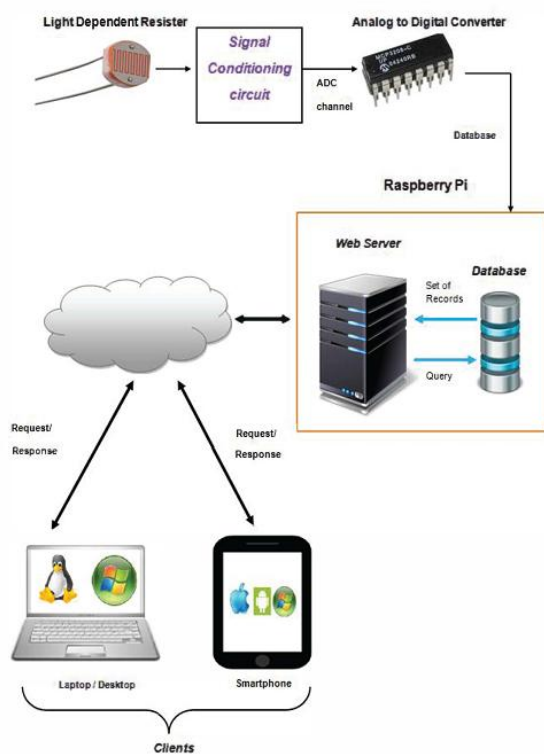 Light Dependent Resister
Analog to Digital Converter
Signal
Conditioning
circuit
ADC
channel
MCP3208-C
Database
Raspberry Pi
Web Server
Database
Set of
Records
Query
Request/
Response
Request/
Response
Laptop / Desktop
Smartphone
Clients